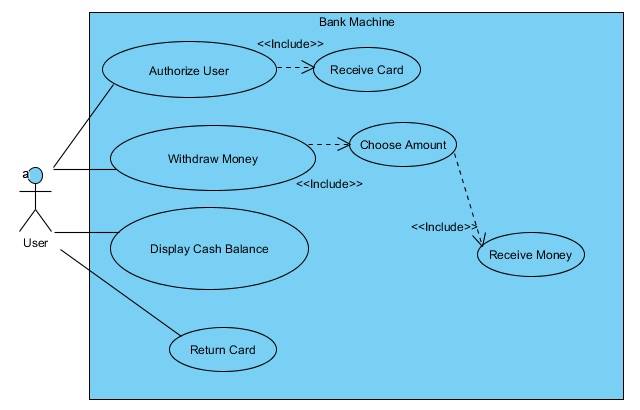 Bank Machine
<<Include>>
Authorize User
Receive Card
Choose Amount
Withdraw Money
a
<<Include>>
User
<<Include>>
Display Cash Balance
Receive Money
Return Card